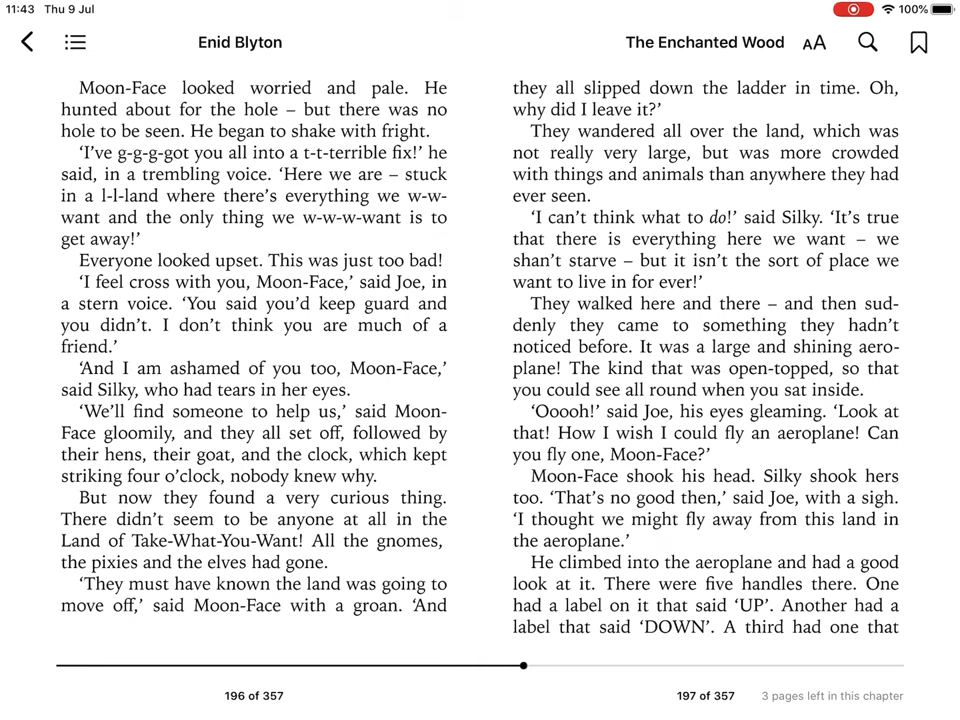 11:43 Thu 9 Jul
100%
Enid Blyton
The Enchanted Wood
AA
Moon-Face looked worried and pale. He
hunted about for the hole – but there was no
hole to be seen. He began to shake with fright.
‘I’ve g-g-g-got you all into a t-t-terrible fix!’ he
said, in a trembling voice. ‘Here we are – stuck
in a l-l-land where there’s everything we w-w-
want and the only thing we w-w-w-want is to
get away!’
Everyone looked upset. This was just too bad!
‘I feel cross with you, Moon-Face,’ said Joe, in
a stern voice. ‘You said you’d keep guard and
you didn’t. I don’t think you are much of a
friend.’
‘And I am ashamed of you too, Moon-Face,’
said Silky, who had tears in her eyes.
‘We’ll find someone to help us,’ said Moon-
Face gloomily, and they all set off, followed by
their hens, their goat, and the clock, which kept
striking four o’clock, nobody knew why.
But now they found a very curious thing.
There didn’t seem to be anyone at all in the
Land of Take-What-You-Want! All the gnomes,
the pixies and the elves had gone.
‘They must have known the land was going to
move off,’ said Moon-Face with a groan. ‘And
they all slipped down the ladder in time. Oh,
why did I leave it?’
They wandered all over the land, which was
not really very large, but was more crowded
with things and animals than anywhere they had
ever seen.
‘I can’t think what to do!’ said Silky. ‘It’s true
that there is everything here we want – we
shan’t starve – but it isn’t the sort of place we
want to live in for ever!’
They walked here and there – and then sud-
denly they came to something they hadn’t
noticed before. It was a large and shining aero-
plane! The kind that was open-topped, so that
you could see all round when you sat inside.
‘Ooooh!’ said Joe, his eyes gleaming. ‘Look at
that! How I wish I could fly an aeroplane! Can
you fly one, Moon-Face?’
Moon-Face shook his head. Silky shook hers
too. ‘That’s no good then,’ said Joe, with a sigh.
‘I thought we might fly away from this land in
the aeroplane.’
He climbed into the aeroplane and had a good
look at it. There were five handles there. One
had a label on it that said ‘UP’. Another had a
label that said ‘DOWN’. A third had one that
196 of 357
197 of 357
3 pages left in this chapter